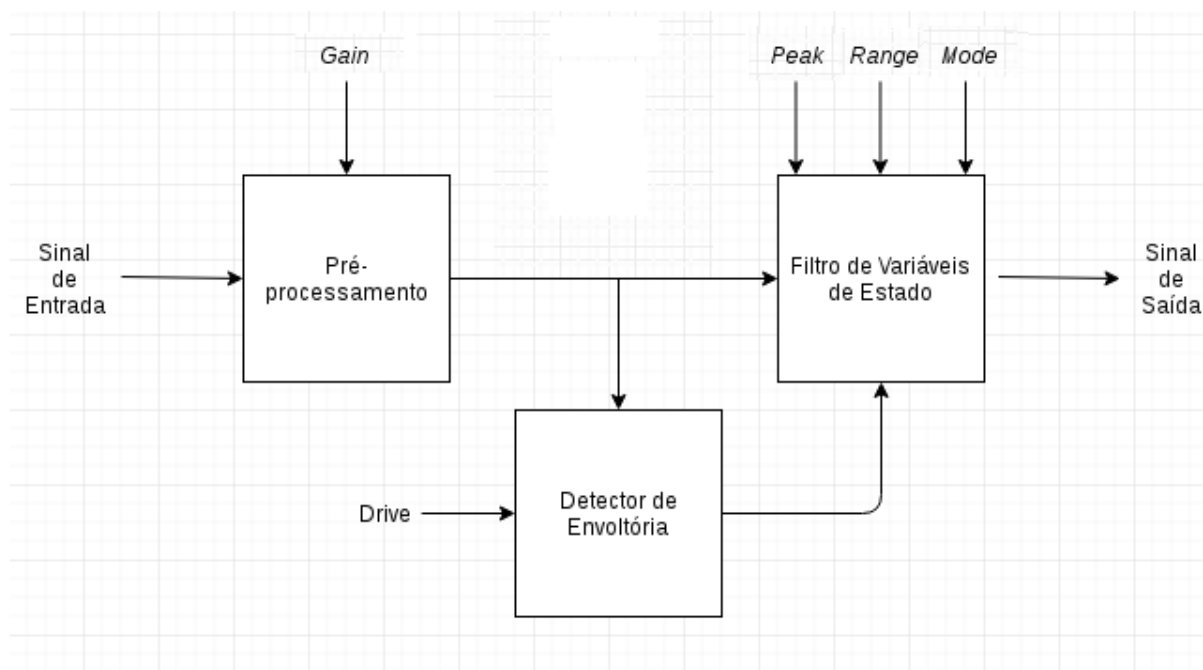 Gain
Peak Range Mode
Sinal
de
Entrada
Pré-
processamento
Filtro de Variáveis
de Estado
Sinal
de
Saída
Drive
Detector de
Envoltória